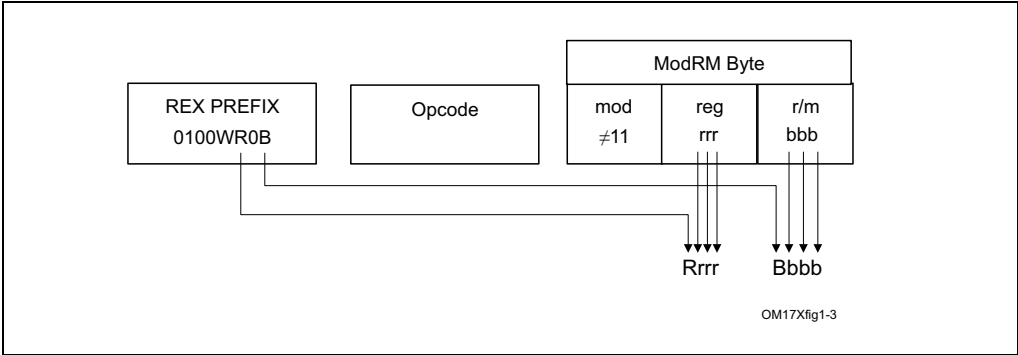 ModRM Byte
REX PREFIX
0100WR0B
Opcode
mod
≠11
reg
rrr
r/m
bbb
Rrrr
Bbbb
OM17Xfig1-3